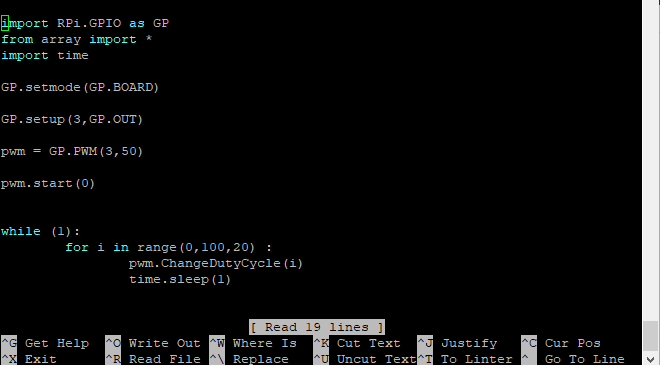 import RPi.GPIO as GP
from array import *
import time
GP.setmode(GP.BOARD)
GP.setup(3,GP.OUT)
pwm = GP.PWM(3,50)
pwm.start(0)
while (1):
for i in range(0,100,20) :
pwm.ChangeDutyCycle(i)
time.sleep(1)
[ Read 19 lines ]
^G Get Help ^O Write Out ^W Where Is ^K Cut Text ^J Justify ^C Cur Pos
^X Exit ^R Read File ^\ Replace ^U Uncut Text ^T To Linter ^_ Go To Line